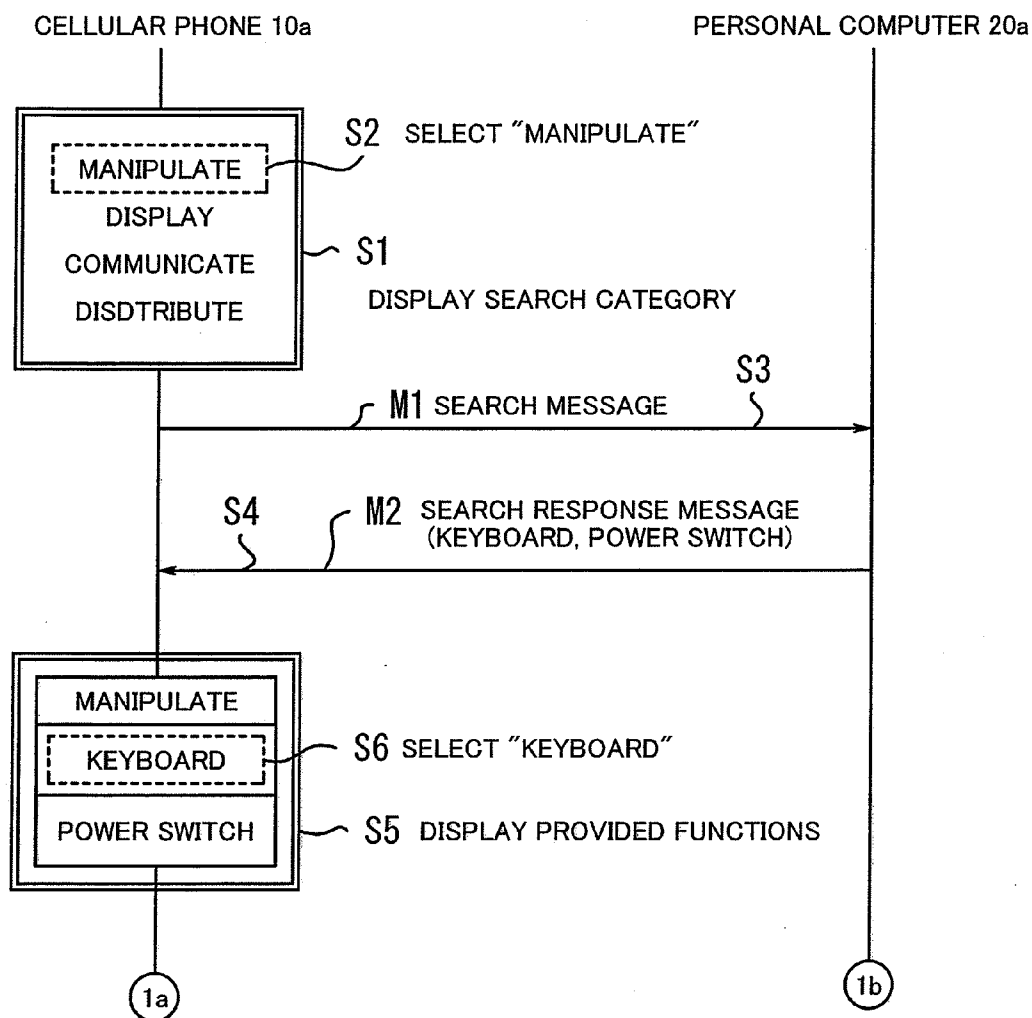 CELLULAR PHONE 10a
PERSONAL COMPUTER 20a
S2 SELECT "MANIPULATE"
MANIPULATE
DISPLAY
S1
COMMUNICATE
DISDTRIBUTE
DISPLAY SEARCH CATEGORY
S3
M1 SEARCH MESSAGE
S4
M2 SEARCH RESPONSE MESSAGE
(KEYBOARD, POWER SWITCH)
MANIPULATE
KEYBOARD
S6 SELECT "KEYBOARD"
POWER SWITCH
S5 DISPLAY PROVIDED FUNCTIONS
1a
1b